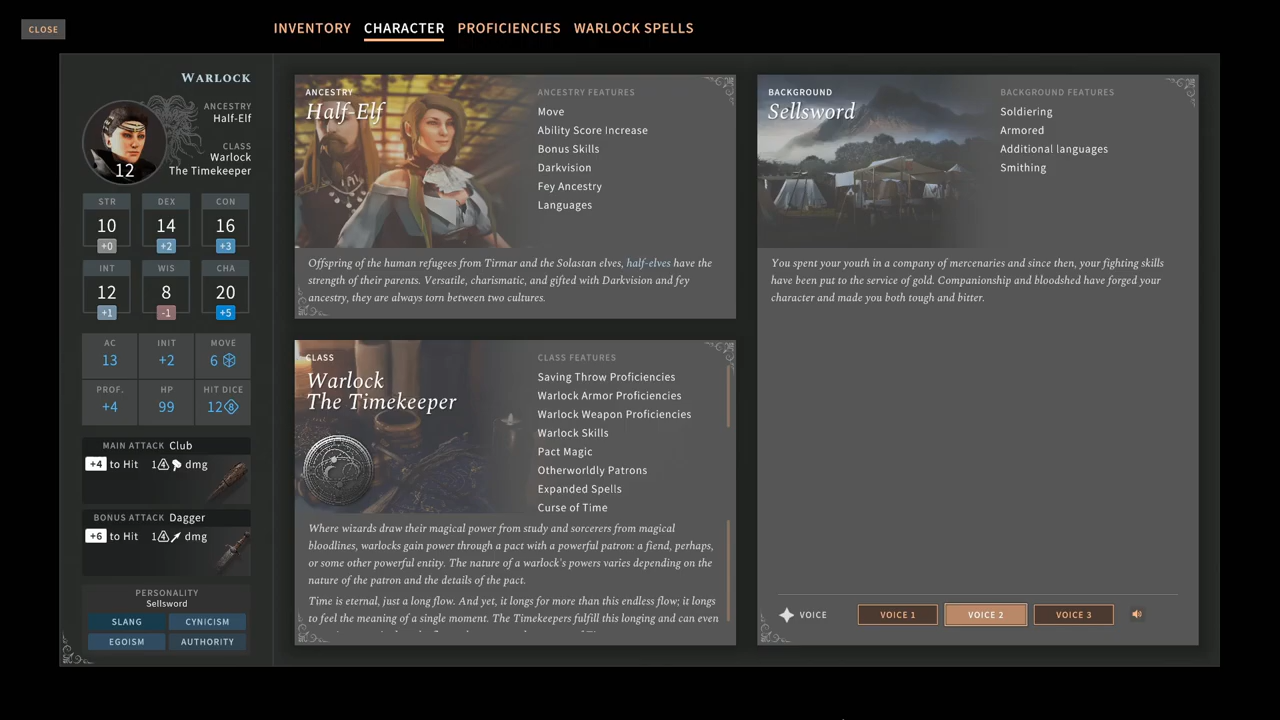 CLOSE
INVENTORY CHARACTER PROFICIENCIES WARLOCK SPELLS
WARLOCK
ANCESTRY
Half-Elf
CLASS
Warlock
The Timekeeper
12
STR DEX CON
10 14 16
+0 +2 +3
INT WIS CHA
12 8 20
+1 -1 +5
AC INIT MOVE
13 +2 6
PROF. HP HIT DICE
+4 99 12 8
MAIN ATTACK Club
+4 to Hit 1 4 dmg
BONUS ATTACK Dagger
+6 to Hit 1 4 dmg
PERSONALITY
Sellsword
SLANG CYNICISM
EGOISM AUTHORITY
ANCESTRY
Half-Elf
ANCESTRY FEATURES
Move
Ability Score Increase
Bonus Skills
Darkvision
Fey Ancestry
Languages
Offspring of the human refugees from Tirmar and the Solastan elves, half-elves have the
strength of their parents. Versatile, charismatic, and gifted with Darkvision and fey
ancestry, they are always torn between two cultures.
CLASS
Warlock
The Timekeeper
CLASS FEATURES
Saving Throw Proficiencies
Warlock Armor Proficiencies
Warlock Weapon Proficiencies
Warlock Skills
Pact Magic
Otherworldly Patrons
Expanded Spells
Curse of Time
Where wizards draw their magical power from study and sorcerers from magical
bloodlines, warlocks gain power through a pact with a powerful patron: a fiend, perhaps,
or some other powerful entity. The nature of a warlock's powers varies depending on the
nature of the patron and the details of the pact.
Time is eternal, just a long flow. And yet, it longs for more than this endless flow; it longs
to feel the meaning of a single moment. The Timekeepers fulfill this longing and can even
BACKGROUND
Sellsword
BACKGROUND FEATURES
Soldiering
Armored
Additional languages
Smithing
You spent your youth in a company of mercenaries and since then, your fighting skills
have been put to the service of gold. Companionship and bloodshed have forged your
character and made you both tough and bitter.
VOICE VOICE 1 VOICE 2 VOICE 3